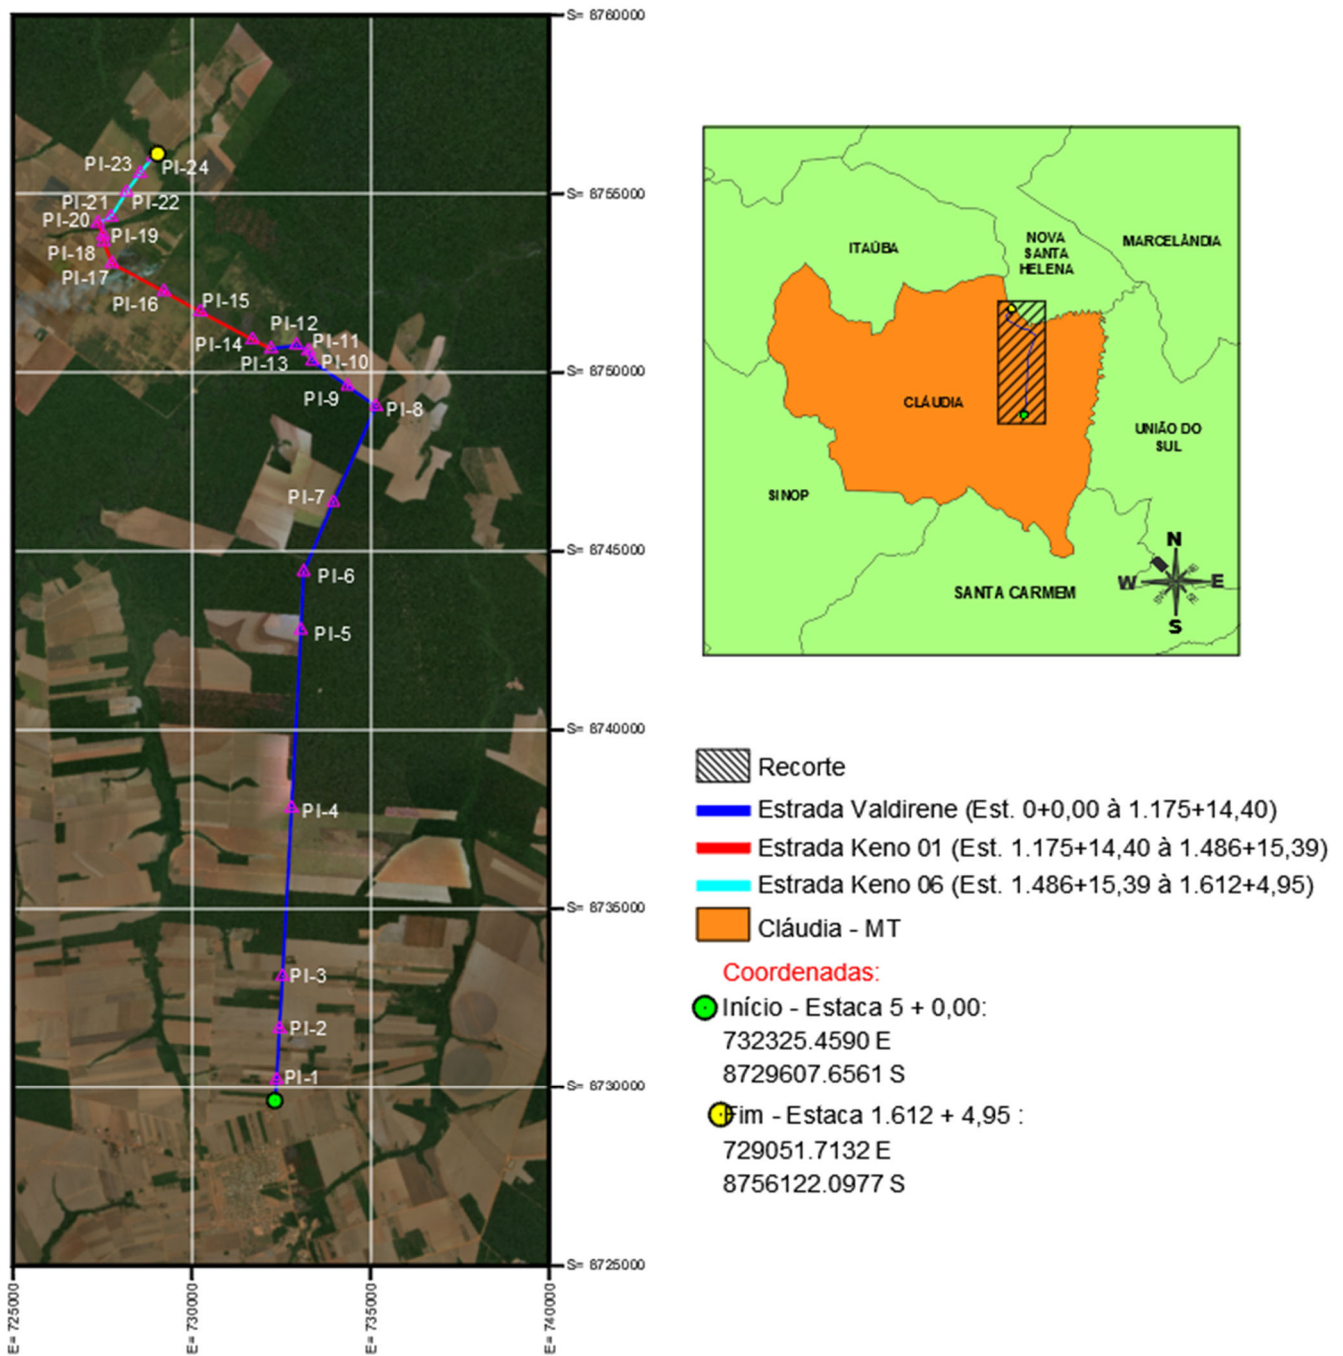 S= 8760000
PI-23
PI-24
S= 8755000
PI-21
PI-22
PI-20
PI-19
PI-18
PI-17
PI-16
PI-15
PI-12
PI-14
PI-11
PI-13
PI-10
S= 8750000
PI-9
PI-8
PI-7
S= 8745000
PI-6
PI-5
S= 8740000
PI-4
S= 8735000
PI-3
PI-2
PI-1
S= 8730000
S= 8725000
E= 725000
E= 730000
E= 735000
E= 740000
ITAÚBA
NOVA
SANTA
HELENA
MARCELÂNDIA
CLÁUDIA
UNIÃO DO
SUL
SINOP
SANTA CARMEM
N
W
E
S
Recorte
Estrada Valdirene (Est. 0+0,00 à 1.175+14,40)
Estrada Keno 01 (Est. 1.175+14,40 à 1.486+15,39)
Estrada Keno 06 (Est. 1.486+15,39 à 1.612+4,95)
Cláudia - MT
Coordenadas:
Início - Estaca 5 + 0,00:
732325.4590 E
8729607.6561 S
Fim - Estaca 1.612 + 4,95 :
729051.7132 E
8756122.0977 S